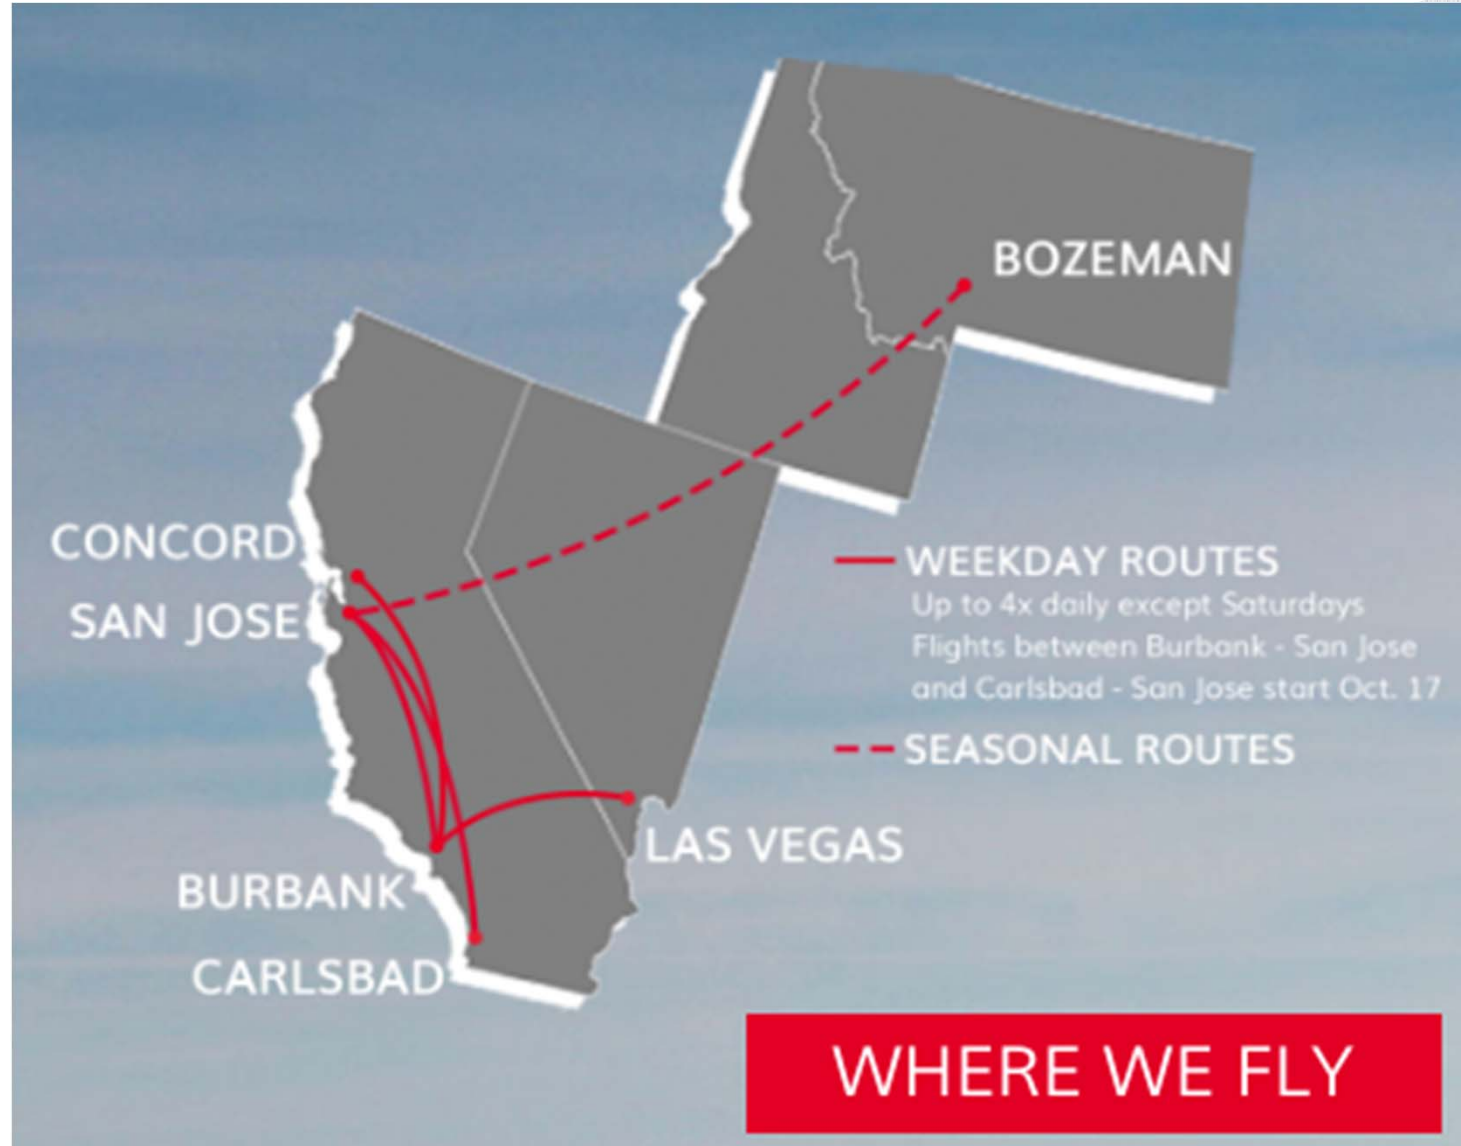 BOZEMAN
CONCORD
SAN JOSE
WEEKDAY ROUTES
Up to 4x daily except Saturdays
Flights between Burbank - San Jose
and Carlsbad - San Jose start Oct. 17
SEASONAL ROUTES
LAS VEGAS
BURBANK
CARLSBAD
WHERE WE FLY